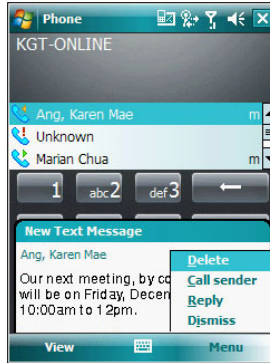 Phone
KGT-ONLINE
Ang, Karen Mae m
Unknown
Marian Chua m
1 abc2 def3
New Text Message
Ang, Karen Mae
Our next meeting, by co
will be on Friday, Decen
10:00am to 12pm.
Delete
Call sender
Reply
Dismiss
View Menu